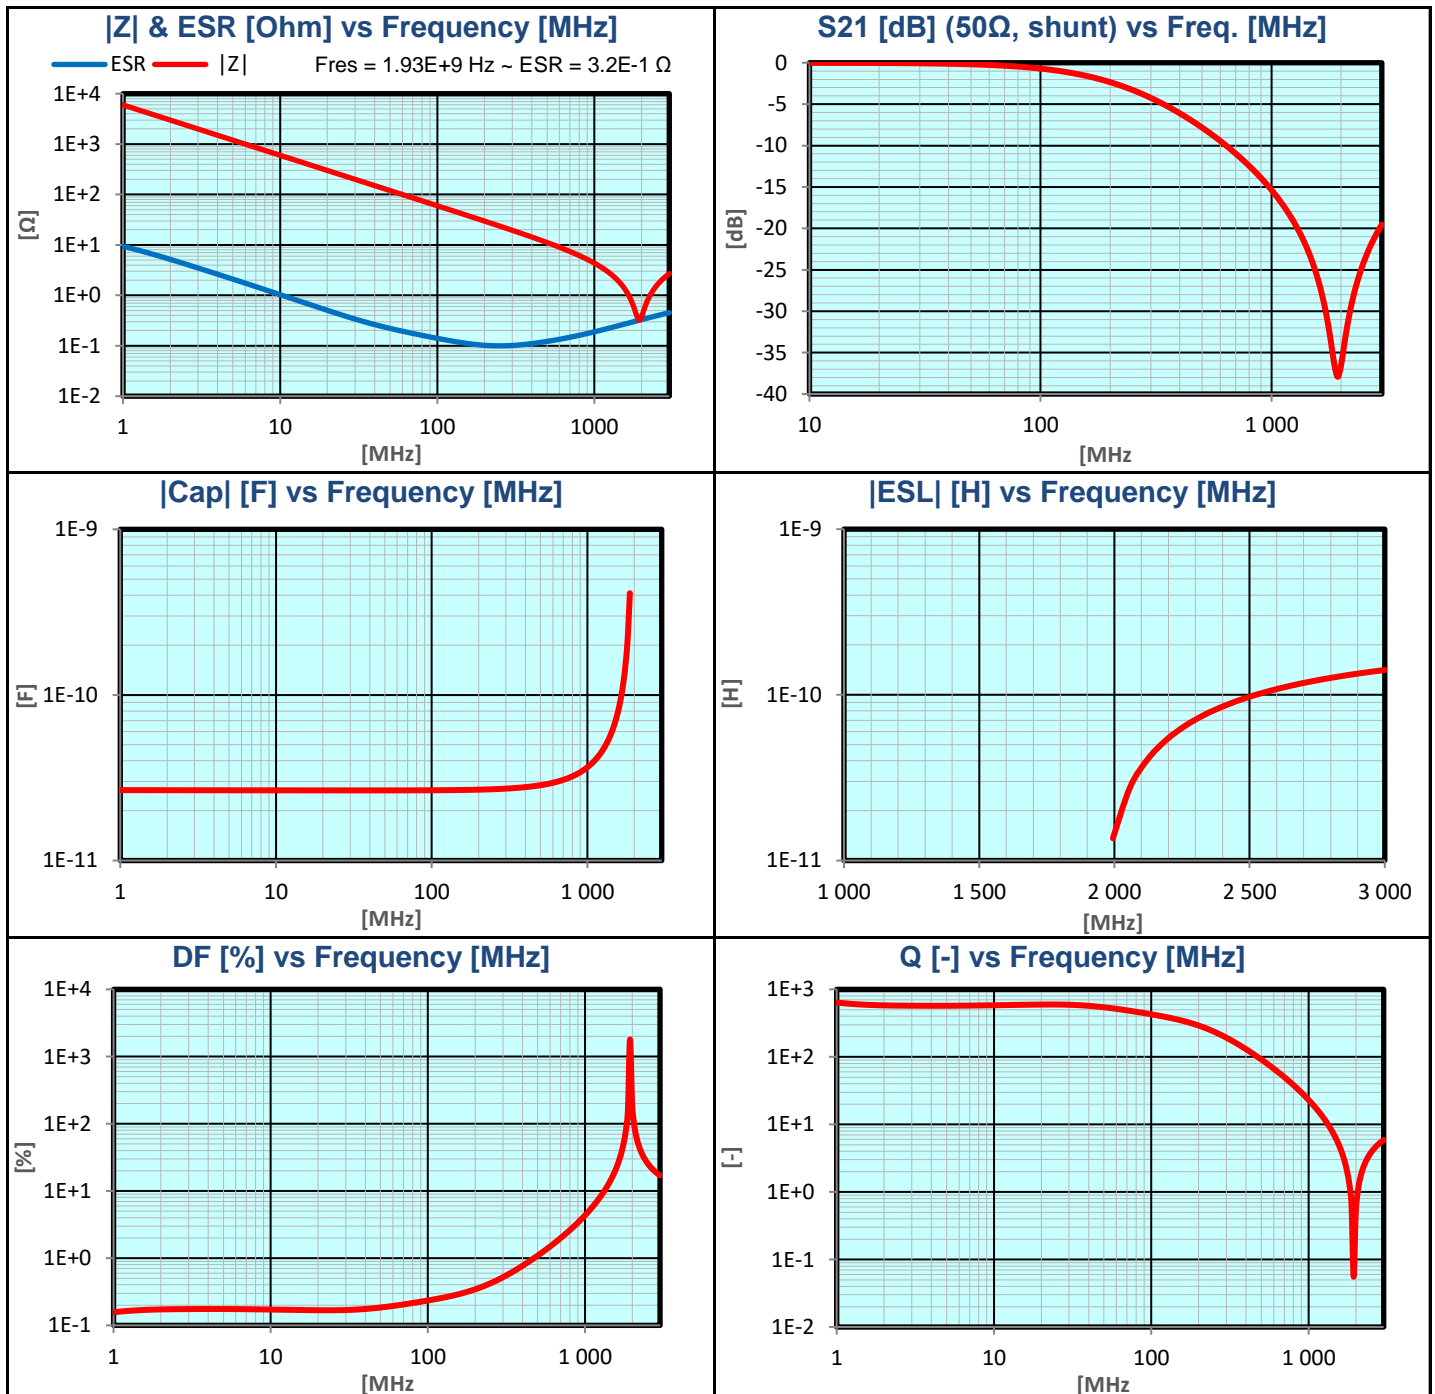 |Z| & ESR [Ohm] vs Frequency [MHz]
ESR |Z| Fres = 1.93E+9 Hz ~ ESR = 3.2E-1 Ω
1E+4
1E+3
1E+2
1E+1
1E+0
1E-1
1E-2
[Ω]
1 10 100 1000
[MHz]
S21 [dB] (50Ω, shunt) vs Freq. [MHz]
0
-5
-10
-15
-20
-25
-30
-35
-40
[dB]
10 100 1 000
[MHz
|Cap| [F] vs Frequency [MHz]
1E-9
1E-10
1E-11
[F]
1 10 100 1 000
[MHz]
|ESL| [H] vs Frequency [MHz]
1E-9
1E-10
1E-11
[H]
1 000 1 500 2 000 2 500 3 000
[MHz]
DF [%] vs Frequency [MHz]
1E+4
1E+3
1E+2
1E+1
1E+0
1E-1
[%]
1 10 100 1 000
[MHz
Q [-] vs Frequency [MHz]
1E+3
1E+2
1E+1
1E+0
1E-1
1E-2
[-]
1 10 100 1 000
[MHz